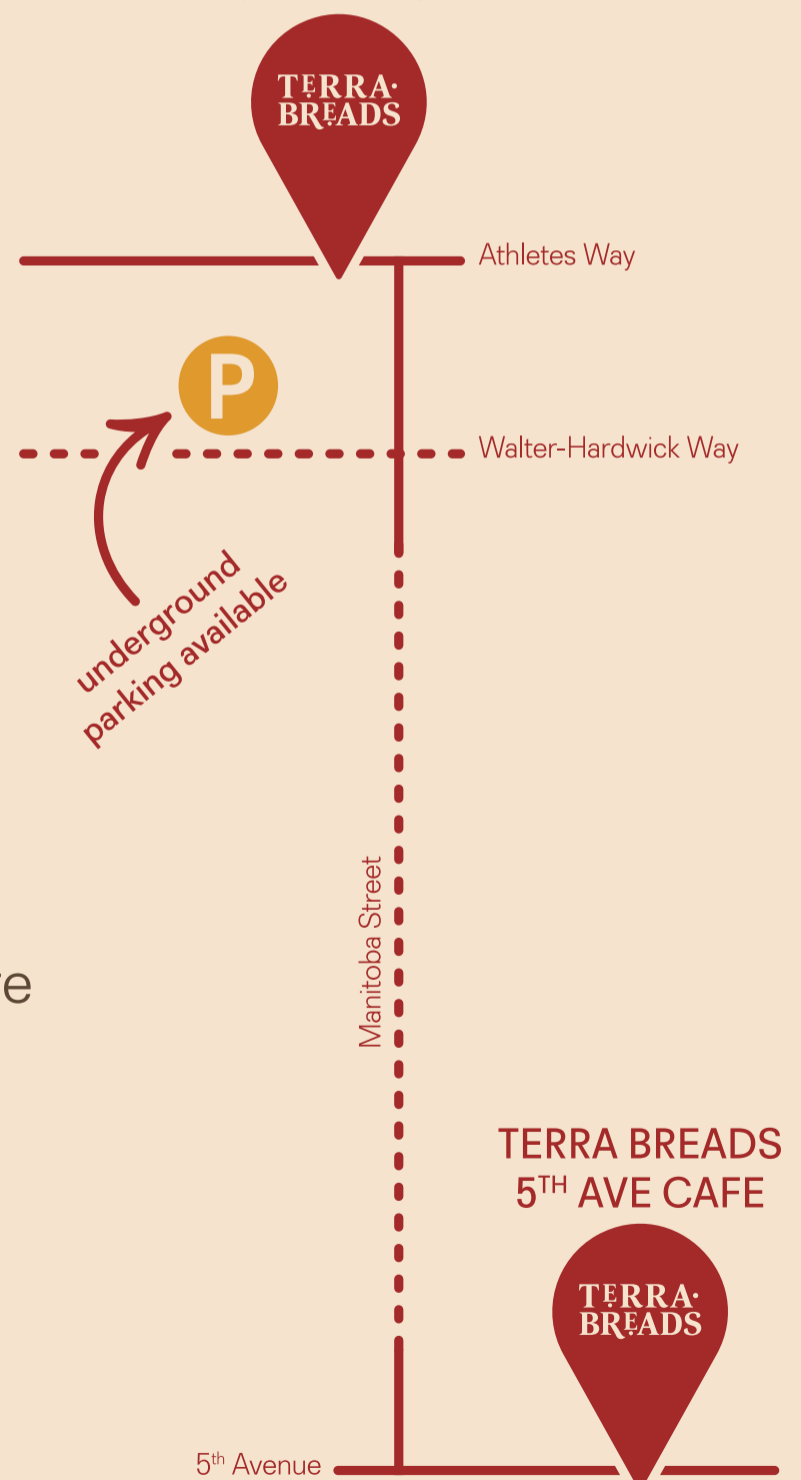 TERRA·
BREADS
Athletes Way
P
Walter-Hardwick Way
underground
parking available
Manitoba Street
TERRA BREADS
5TH AVE CAFE
TERRA·
BREADS
5th Avenue